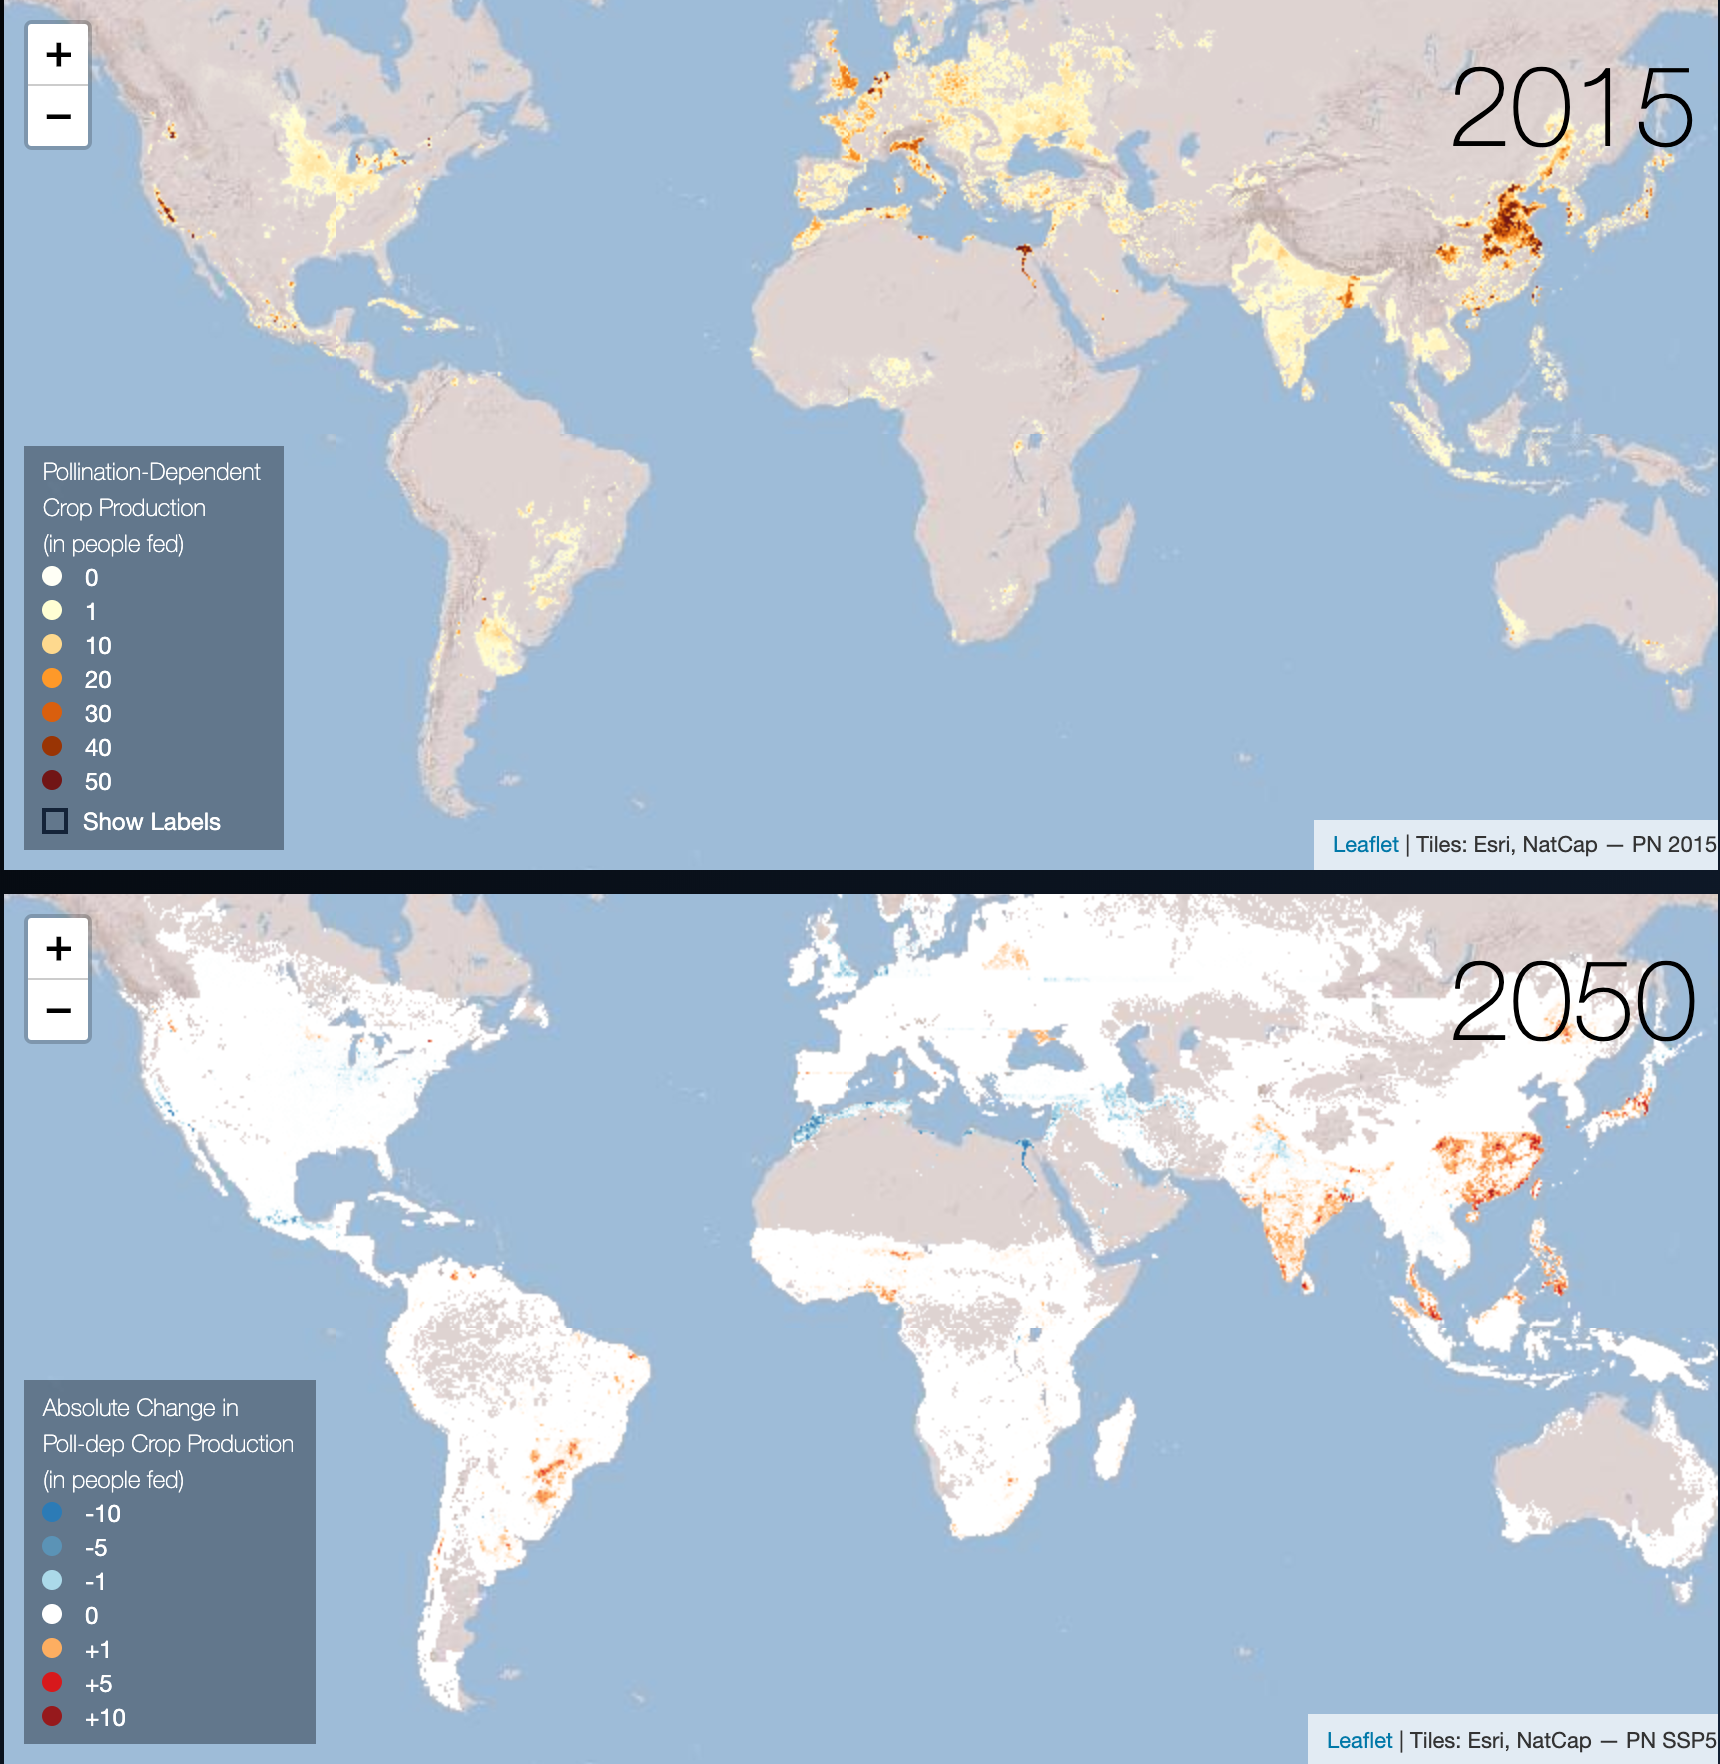 +
−
2015
Pollination-Dependent
Crop Production
(in people fed)
0
1
10
20
30
40
50
Show Labels
Leaflet | Tiles: Esri, NatCap — PN 2015
+
−
2050
Absolute Change in
Poll-dep Crop Production
(in people fed)
-10
-5
-1
0
+1
+5
+10
Leaflet | Tiles: Esri, NatCap — PN SSP5